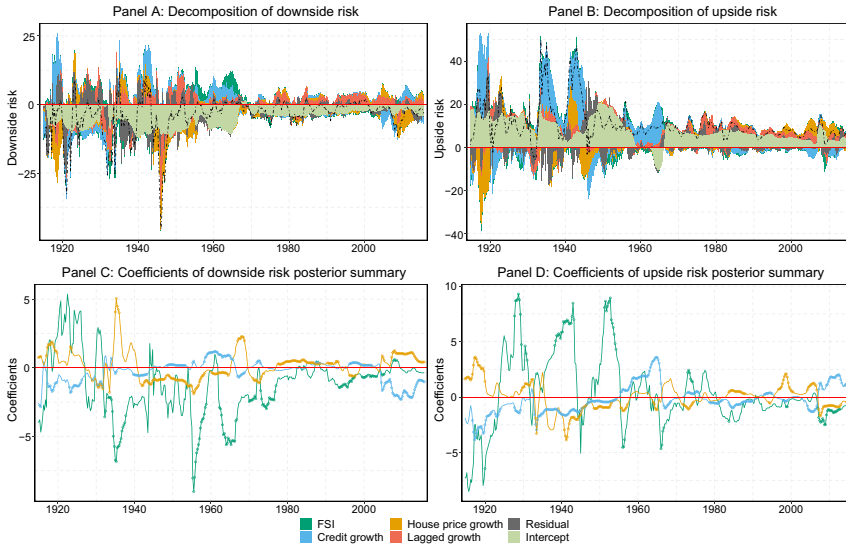 Panel A: Decomposition of downside risk
Panel B: Decomposition of upside risk
Downside risk
25
0
−25
1920 1940 1960 1980 2000
Upside risk
40
20
0
−20
−40
1920 1940 1960 1980 2000
Panel C: Coefficients of downside risk posterior summary
Panel D: Coefficients of upside risk posterior summary
Coefficients
5
0
−5
1920 1940 1960 1980 2000
Coefficients
10
5
0
−5
1920 1940 1960 1980 2000
FSI House price growth Residual
Credit growth Lagged growth Intercept